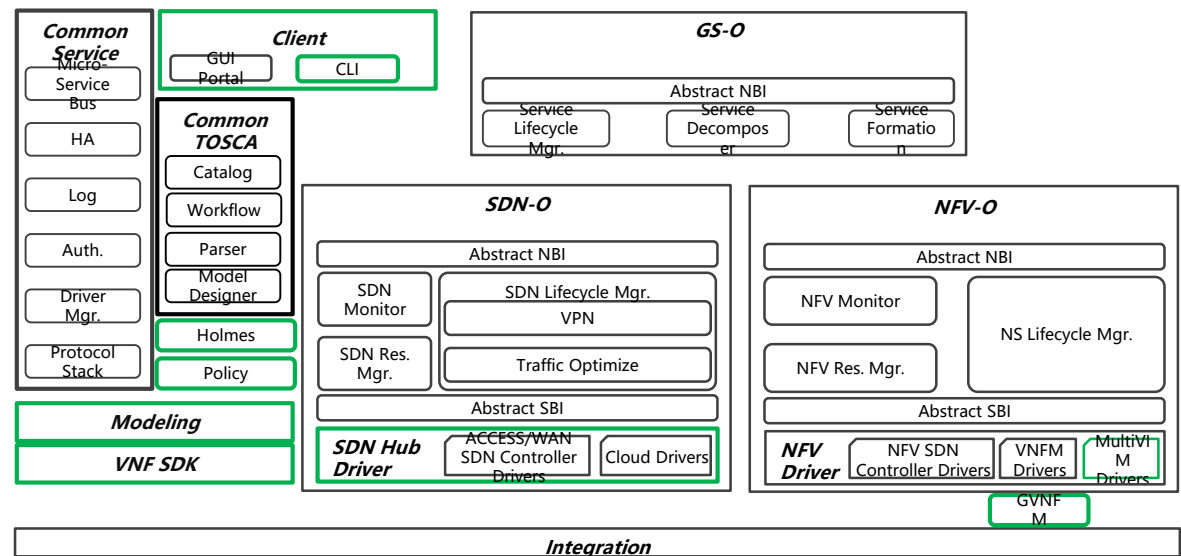 Common
Service
Micro-
Service
Bus
HA
Log
Auth.
Driver
Mgr.
Protocol
Stack
Client
GUI
Portal
CLI
Common
TOSCA
Catalog
Workflow
Parser
Model
Designer
Holmes
Policy
Modeling
VNF SDK
GS-O
Abstract NBI
Service
Lifecycle
Mgr.
Service
Decompos
er
Service
Formatio
n
SDN-O
Abstract NBI
SDN
Monitor
SDN Res.
Mgr.
SDN Lifecycle Mgr.
VPN
Traffic Optimize
Abstract SBI
SDN Hub
Driver
ACCESS/WAN
SDN Controller
Drivers
Cloud Drivers
NFV-O
Abstract NBI
NFV Monitor
NFV Res. Mgr.
NS Lifecycle Mgr.
Abstract SBI
NFV
Driver
NFV SDN
Controller Drivers
VNFM
Drivers
MultiVI
M
Drivers
GVNF
M
Integration